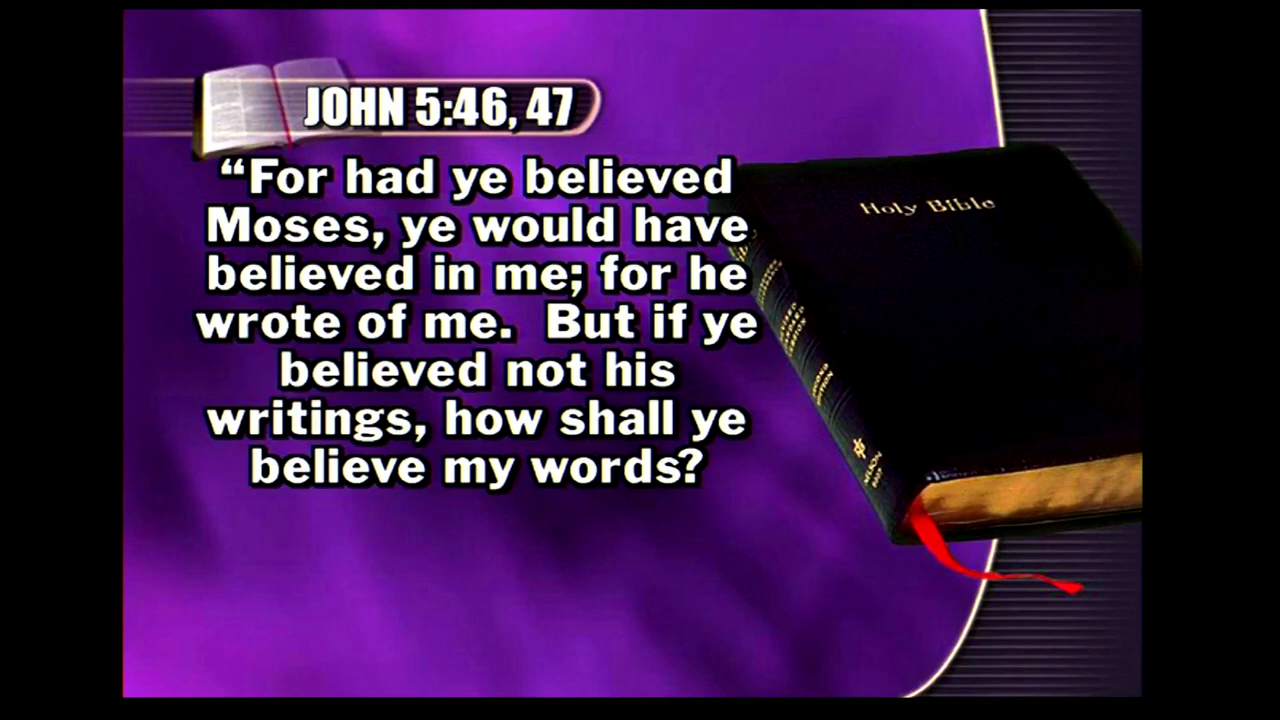 JOHN 5:46, 47
“For had ye believed
Moses, ye would have
believed in me; for he
wrote of me.  But if ye
believed not his
writings, how shall ye
believe my words?
Holy Bible